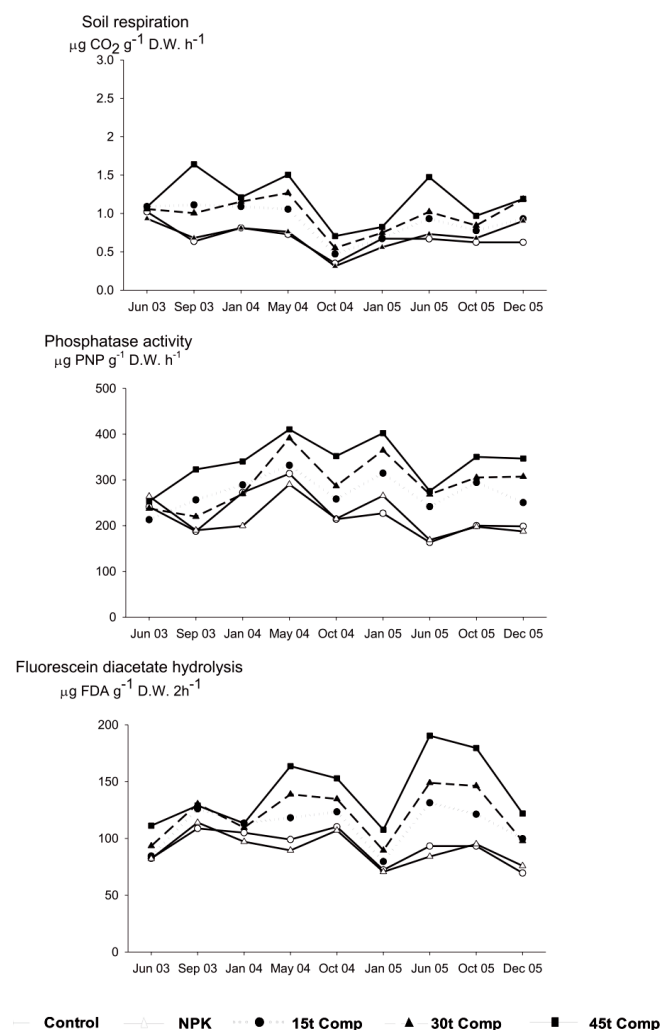 Soil respiration
µg CO2 g-1 D.W. h-1
3.0
2.5
2
1.5
1.0
0.5
0.0
Jun 03 Sep 03 Jan 04 May 04 Oct 04 Jan 05 Jun 05 Oct 05 Dec 05
Phosphatase activity
µg PNP g-1 D.W. h-1
500
400
300
200
100
0
Jun 03 Sep 03 Jan 04 May 04 Oct 04 Jan 05 Jun 05 Oct 05 Dec 05
Fluorescein diacetate hydrolysis
µg FDA g-1 D.W. 2h-1
200
150
100
50
0
Jun 03 Sep 03 Jan 04 May 04 Oct 04 Jan 05 Jun 05 Oct 05 Dec 05
Control NPK 15t Comp 30t Comp 45t Comp